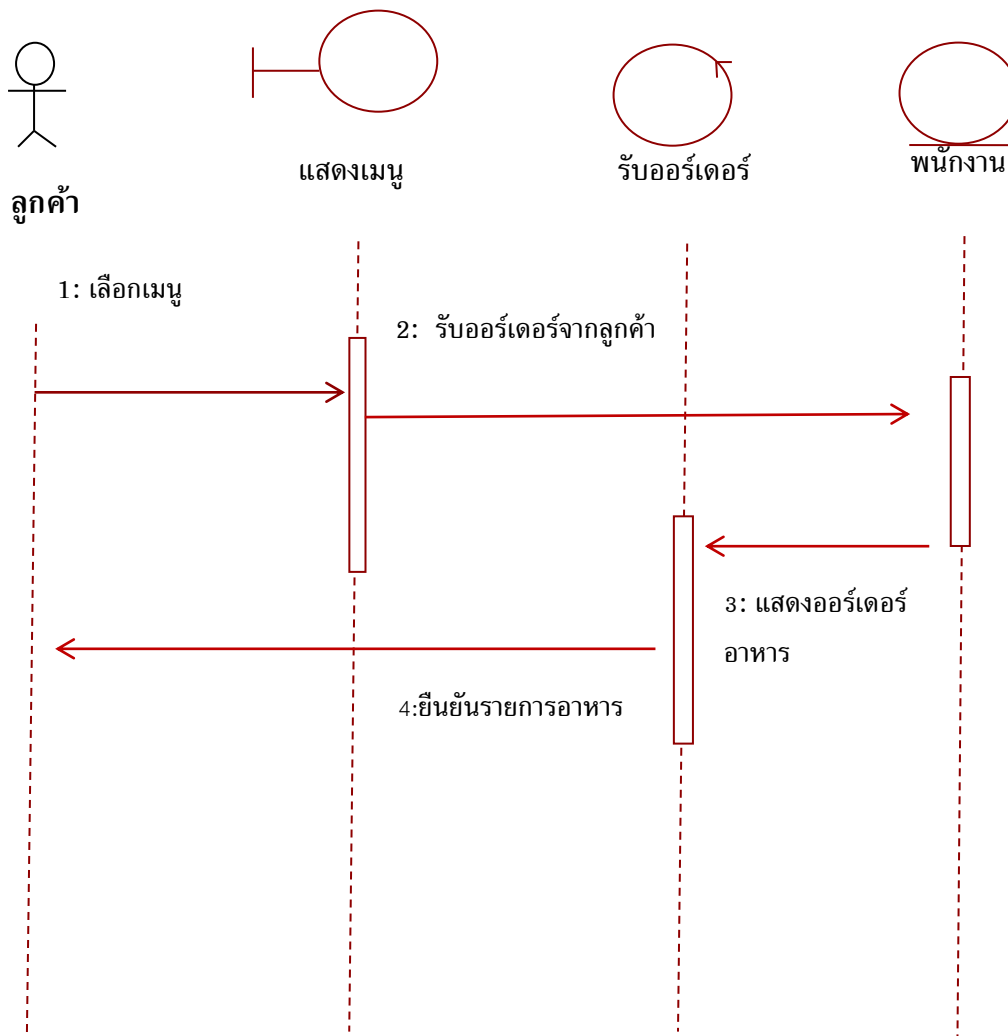 แสดงเมนู
รับออร์เดอร์
พนักงาน
ลูกค้า
1: เลือกเมนู
2: รับออร์เดอร์จากลูกค้า
3: แสดงออร์เดอร์
อาหาร
4:ยืนยันรายการอาหาร